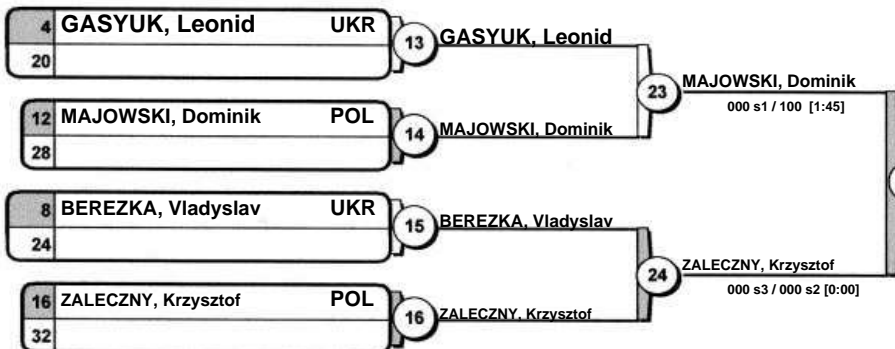 4 GASYUK, Leonid UKR
20
13
GASYUK, Leonid
12 MAJOWSKI, Dominik POL
28
14
MAJOWSKI, Dominik
23
MAJOWSKI, Dominik
000 s1 / 100 [1:45]
8 BEREZKA, Vladyslav UKR
24
15
BEREZKA, Vladyslav
16 ZALECZNY, Krzysztof POL
32
16
ZALECZNY, Krzysztof
24
ZALECZNY, Krzysztof
000 s3 / 000 s2 [0:00]